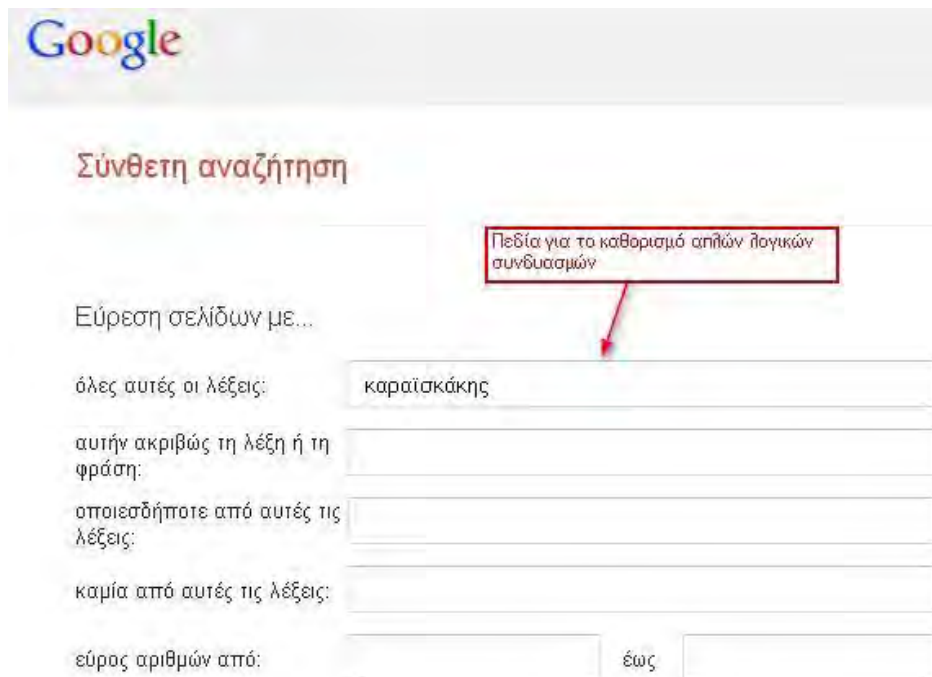 Google
Σύνθετη αναζήτηση
Πεδία για το καθορισμό απλών λογικών
συνδυασμών
Εύρεση σελίδων με...
όλες αυτές οι λέξεις: καραϊσκάκης
αυτήν ακριβώς τη λέξη ή τη
φράση:
οποιεσδήποτε από αυτές τις
λέξεις:
καμία από αυτές τις λέξεις:
εύρος αριθμών από: έως